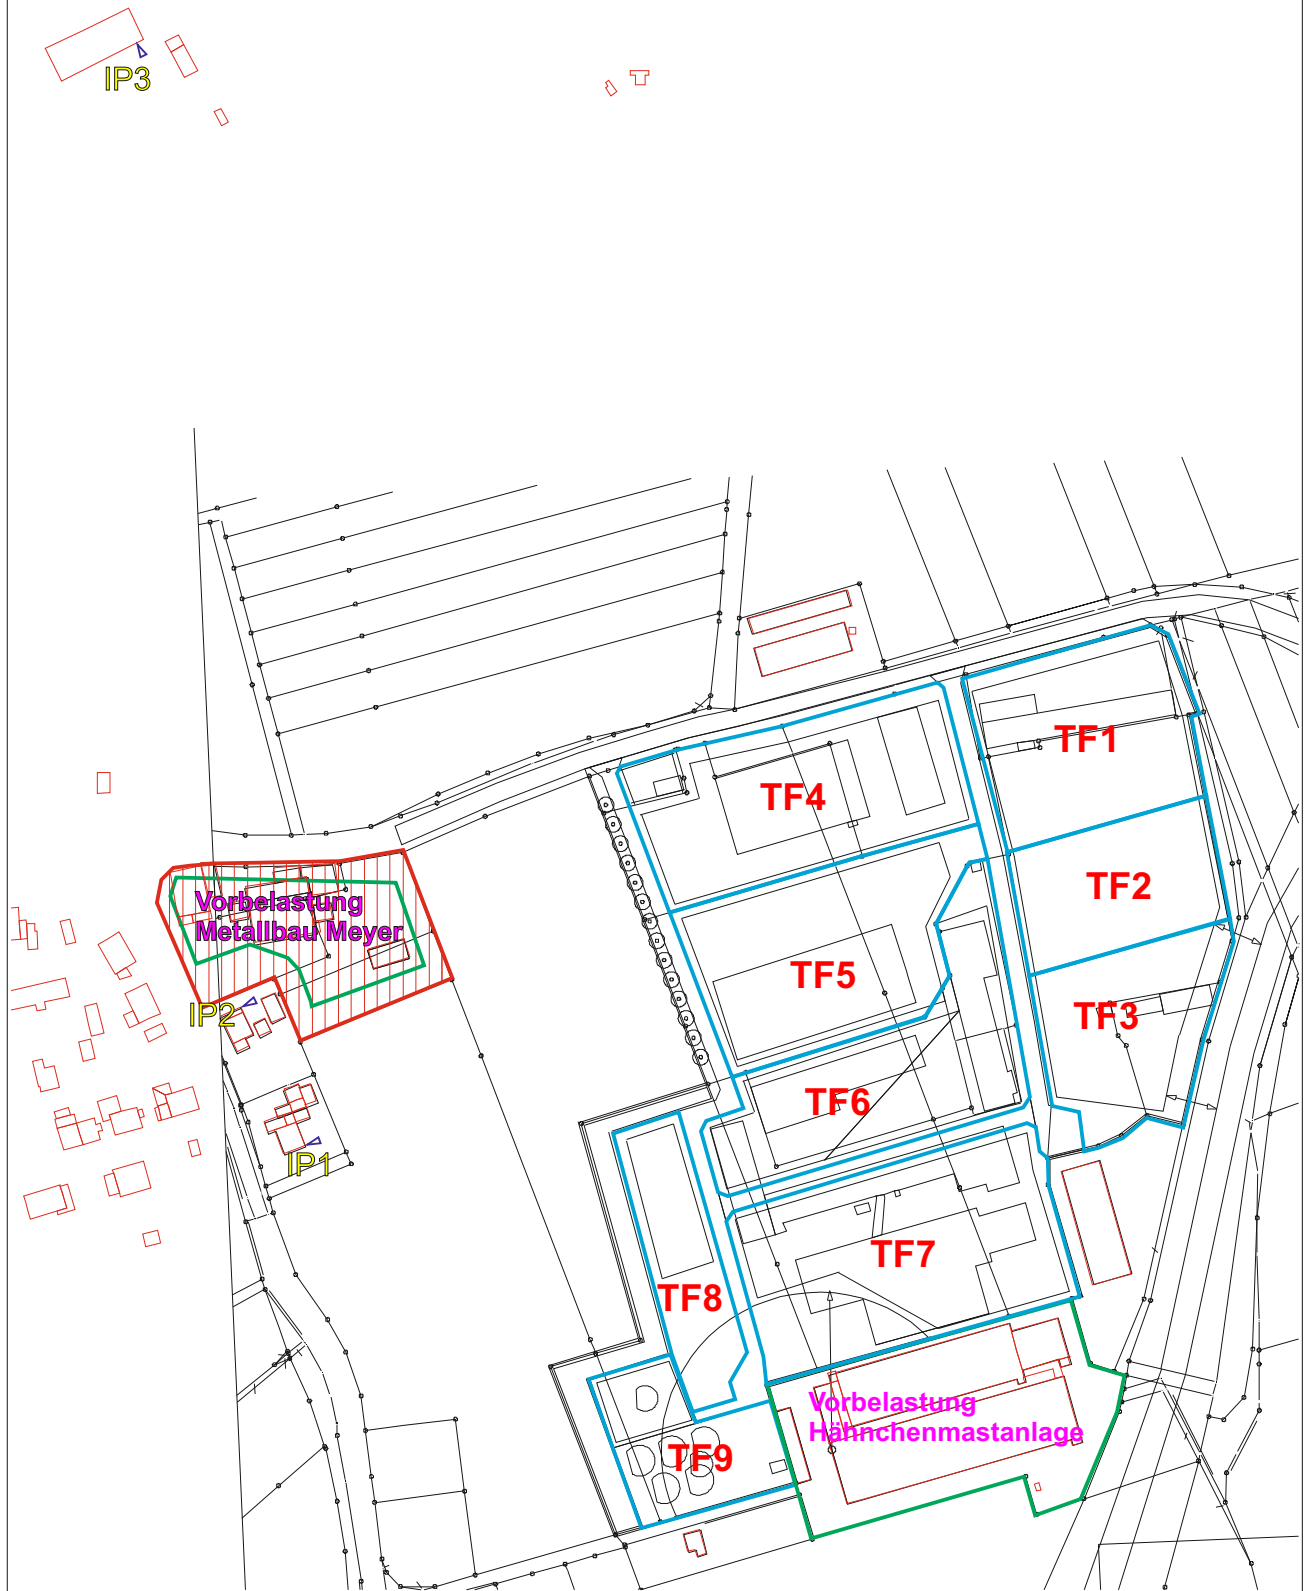 IP3
TF1
TF4
TF2
Vorbelastung
Metallbau Meyer
TF5
IP2
TF3
TF6
IP1
TF7
TF8
Vorbelastung
Hähnchenmastanlage
TF9